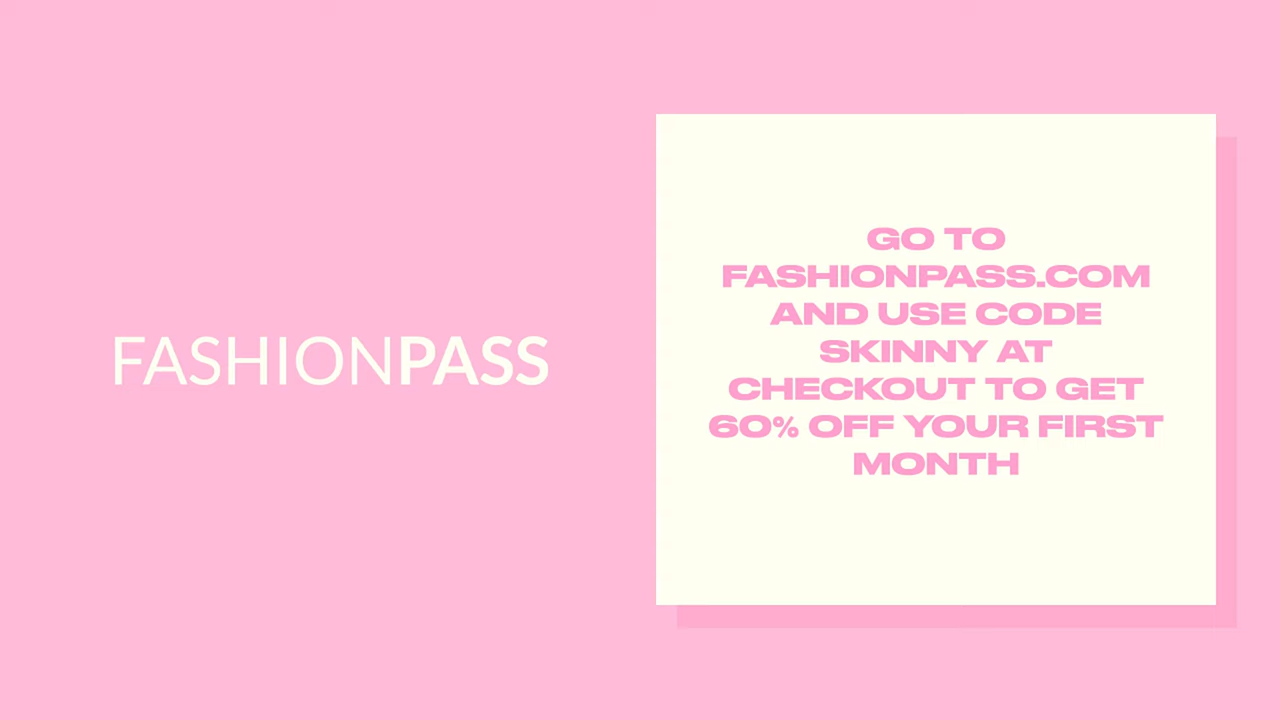 FASHIONPASS
GO TO
FASHIONPASS.COM
AND USE CODE
SKINNY AT
CHECKOUT TO GET
60% OFF YOUR FIRST
MONTH